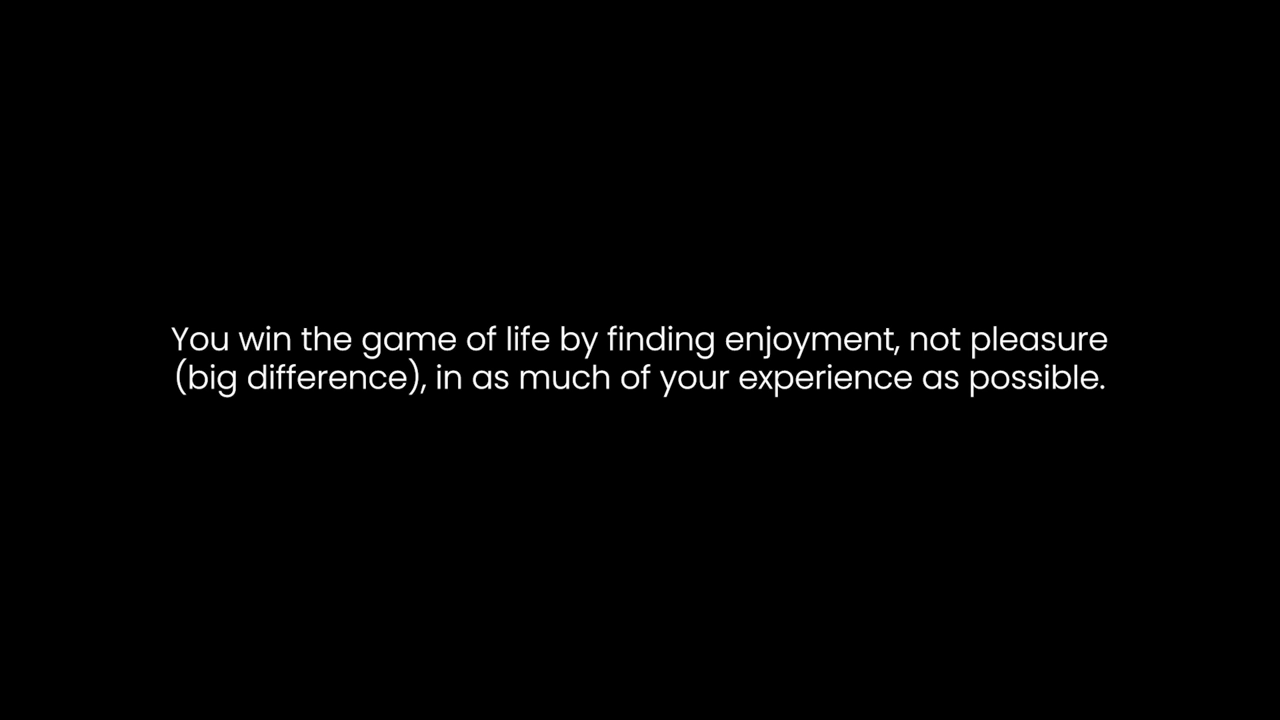 You win the game of life by finding enjoyment, not pleasure
(big difference), in as much of your experience as possible.